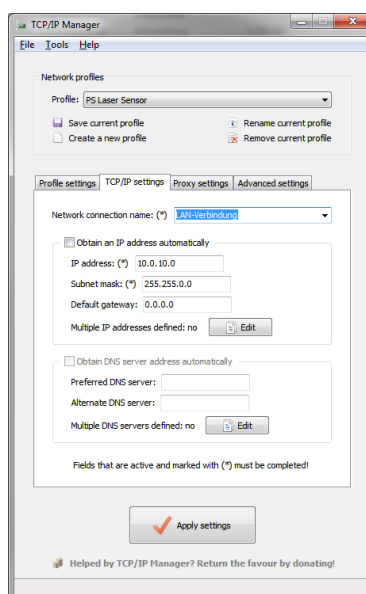 TCP/IP Manager
File Tools Help
Network profiles
Profile: PS Laser Sensor
Save current profile
Rename current profile
Create a new profile
Remove current profile
Profile settings TCP/IP settings Proxy settings Advanced settings
Network connection name: (*) LAN-Verbindung
Obtain an IP address automatically
IP address: (*) 10.0.10.0
Subnet mask: (*) 255.255.0.0
Default gateway: 0.0.0.0
Multiple IP addresses defined: no Edit
Obtain DNS server address automatically
Preferred DNS server:
Alternate DNS server:
Multiple DNS servers defined: no Edit
Fields that are active and marked with (*) must be completed!
Apply settings
Helped by TCP/IP Manager? Return the favour by donating!